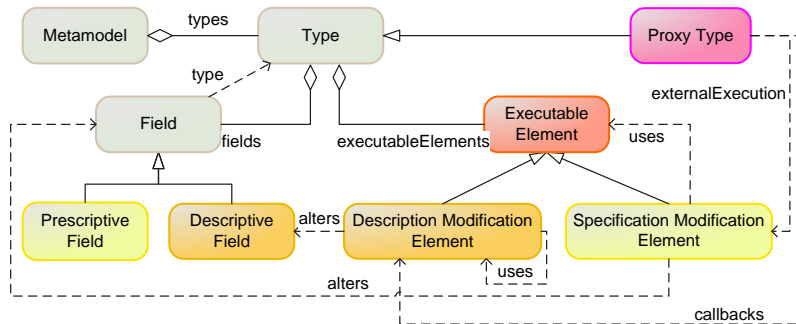 types
Metamodel
Type
Proxy Type
type
externalExecution
Field
fields
executableElements
Executable
Element
uses
Prescriptive
Field
Descriptive
Field
alters
Description Modification
Element
Specification Modification
Element
uses
alters
callbacks